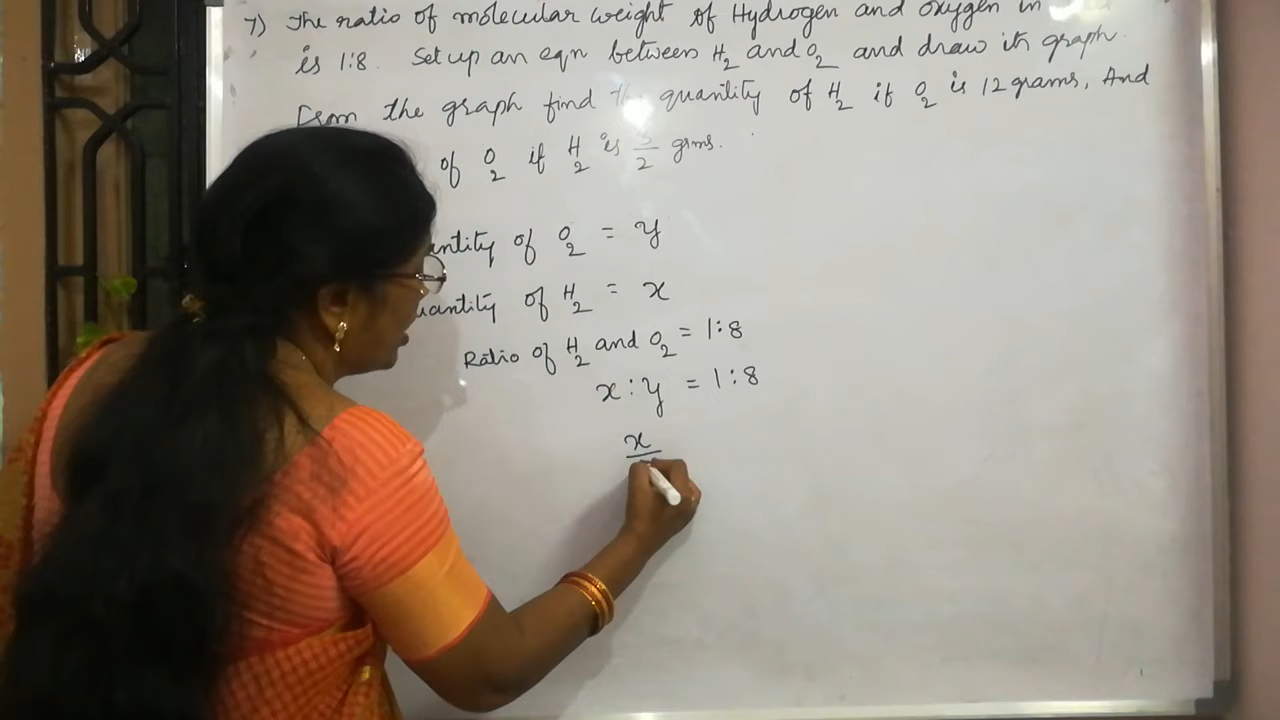 7) The ratio of molecular weight of Hydrogen and oxygen in
is 1:8. Set up an eqn between H₂ and O₂ and draw its graph.
From the graph find the quantity of H₂ if O₂ is 12 grams, And
of O₂ if H₂ is /2 grms.
antity of O₂ = y
uantity of H₂ = x
Ratio of H₂ and O₂ = 1:8
x : y = 1 : 8
x